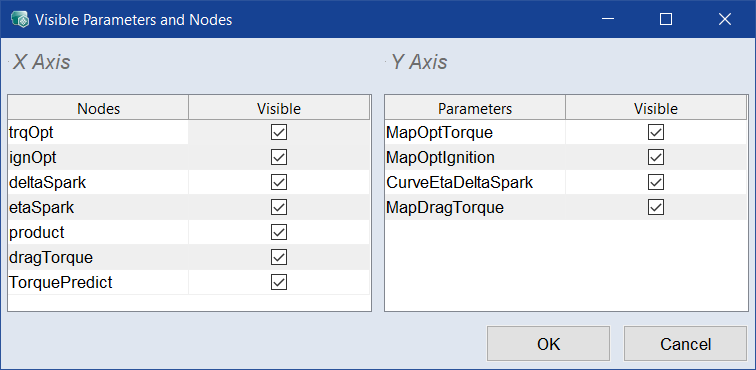 Visible Parameters and Nodes
X Axis
Y Axis
Nodes Visible
Parameters Visible
trqOpt
ignOpt
deltaSpark
etaSpark
product
dragTorque
TorquePredict
MapOptTorque
MapOptIgnition
CurveEtaDeltaSpark
MapDragTorque
OK
Cancel